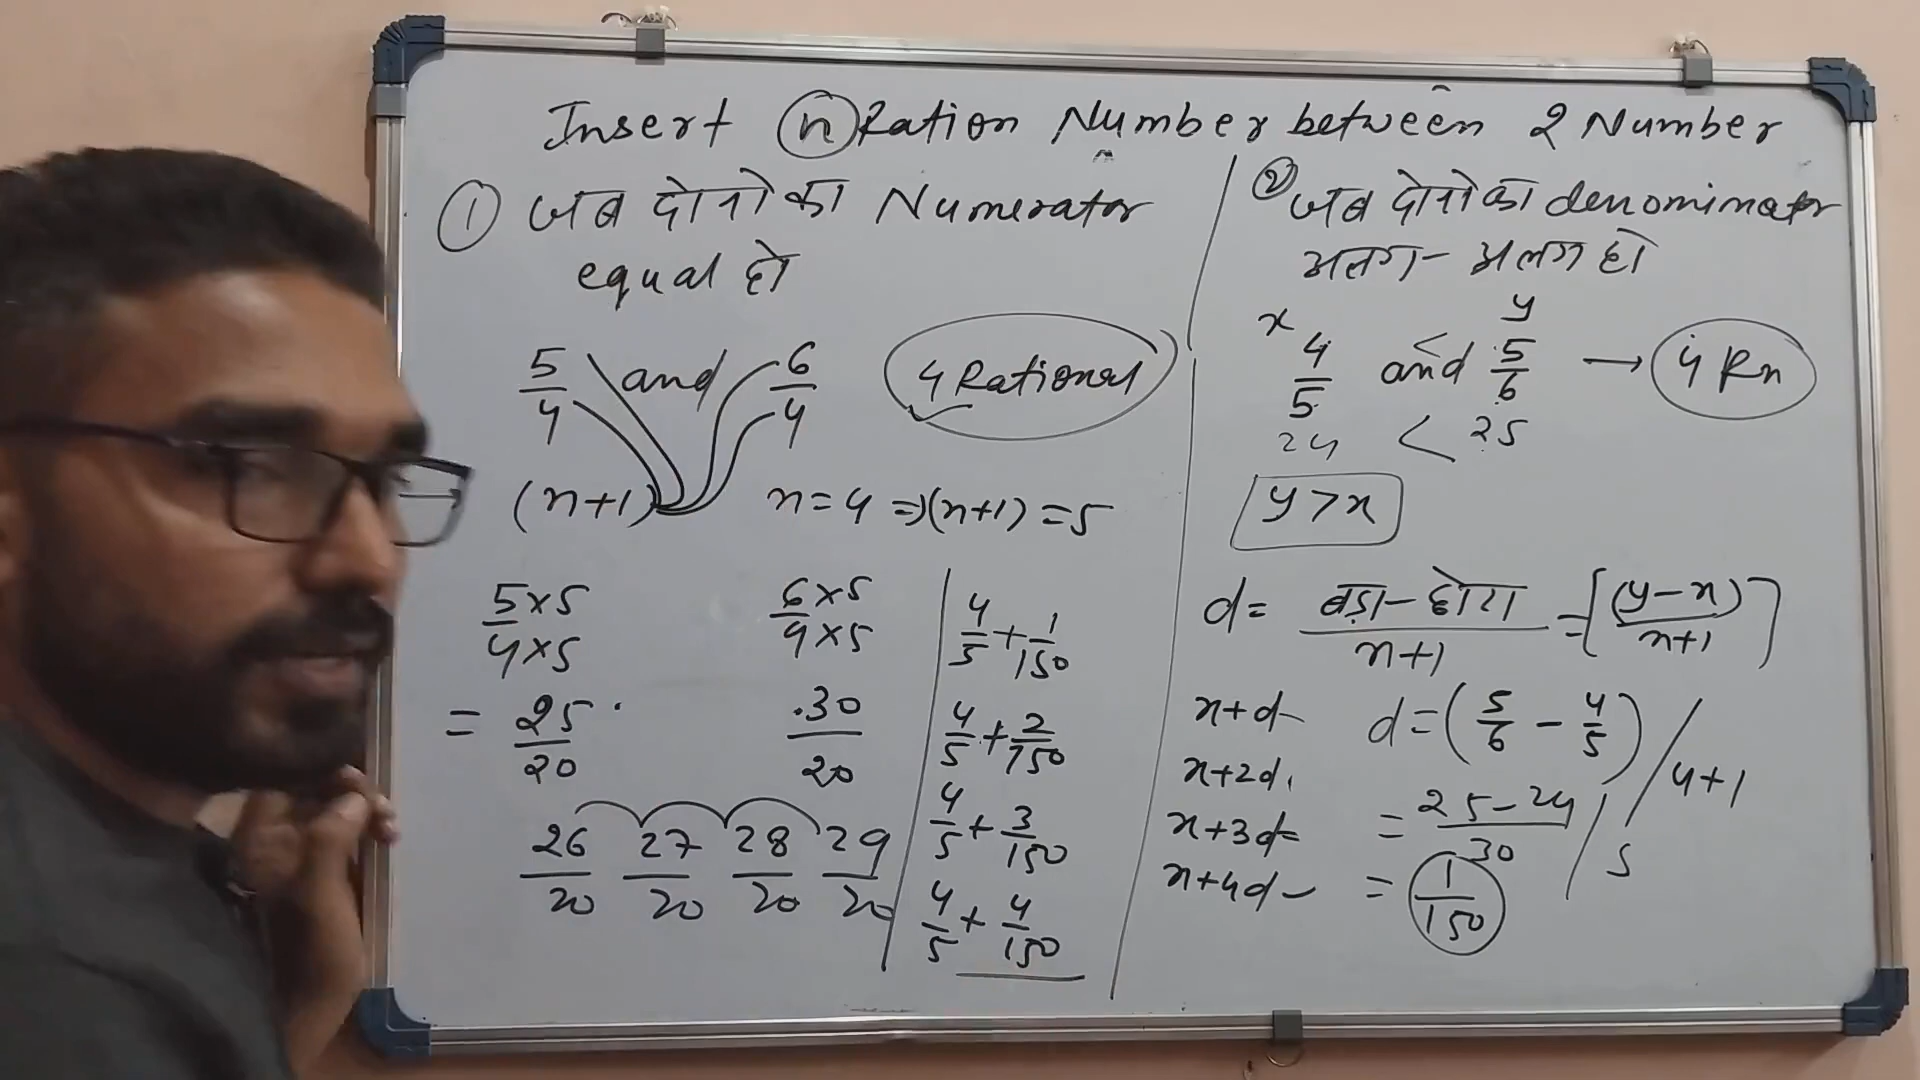 Insert n Ration Number between 2 Number
① जब दोनो का Numerator
equal हो
5/4 and 6/4
4 Rational
(n+1) n=4 ⇒(n+1) =5
5×5/4×5 6×5/4×5
= 25/20 30/20
26/20 27/20 28/20 29/20
4/5+1/150
4/5+2/150
4/5+3/150
4/5+4/150
② जब दोनो का denominator
अलग- अलग हो
x y
4/5 < and 5/6 → 4 Rn
24 < 25
y>x
d= बड़ा-छोटा/n+1 =[(y-x)/n+1]
x+d
x+2d
x+3d
x+4d
d=(5/6 - 4/5)/4+1
= 25-24/30/5
= 1/150